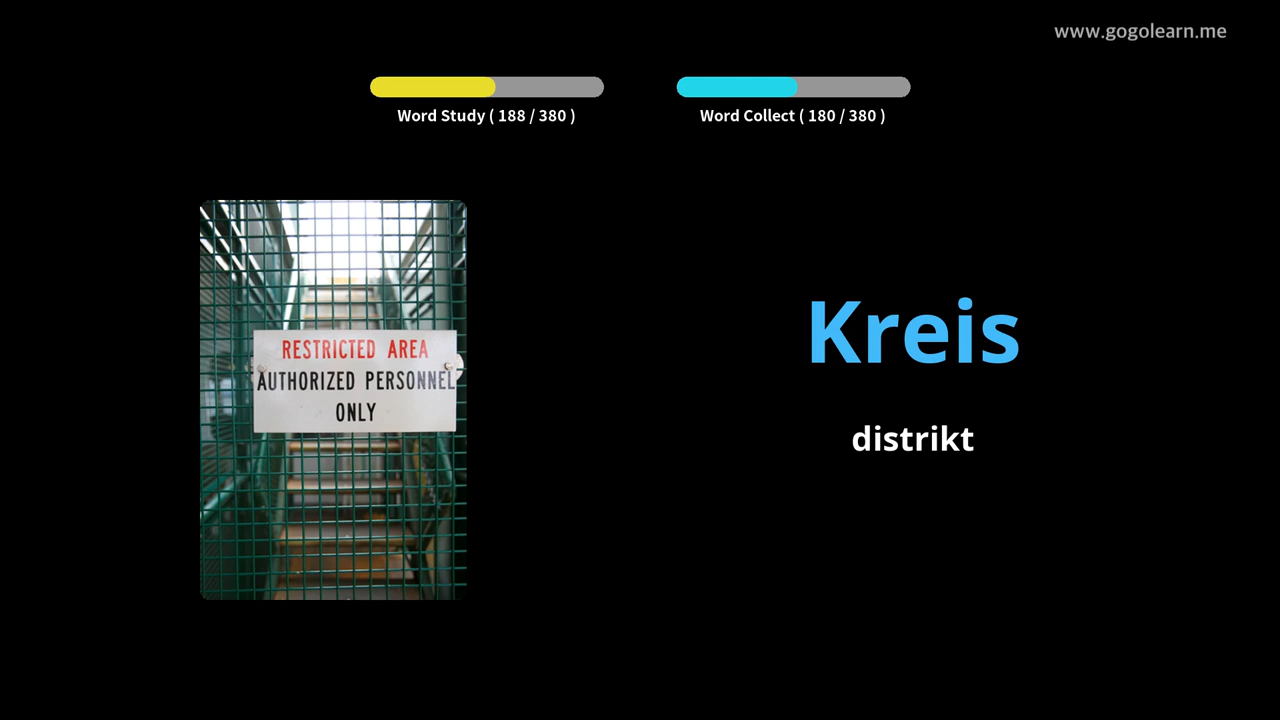 www.gogolearn.me
Word Study ( 188 / 380 )
Word Collect ( 180 / 380 )
RESTRICTED AREA
AUTHORIZED PERSONNEL
ONLY
Kreis
distrikt